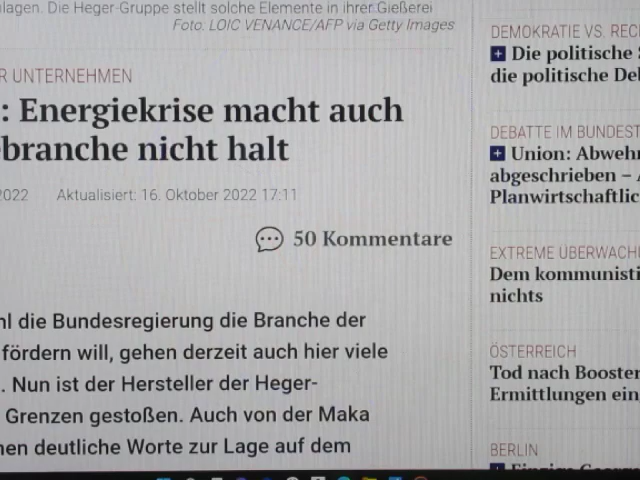 nlagen. Die Heger-Gruppe stellt solche Elemente in ihrer Gießerei
Foto: LOIC VENANCE/AFP via Getty Images
R UNTERNEHMEN
: Energiekrise macht auch
ebranche nicht halt
2022 Aktualisiert: 16. Oktober 2022 17:11
50 Kommentare
hl die Bundesregierung die Branche der
fördern will, gehen derzeit auch hier viele
. Nun ist der Hersteller der Heger-
Grenzen gestoßen. Auch von der Maka
nen deutliche Worte zur Lage auf dem
DEMOKRATIE VS. REC
Die politische
die politische Del
DEBATTE IM BUNDEST
Union: Abwehr
abgeschrieben –
Planwirtschaftlic
EXTREME ÜBERWACH
Dem kommunisti
nichts
ÖSTERREICH
Tod nach Booster
Ermittlungen ein
BERLIN